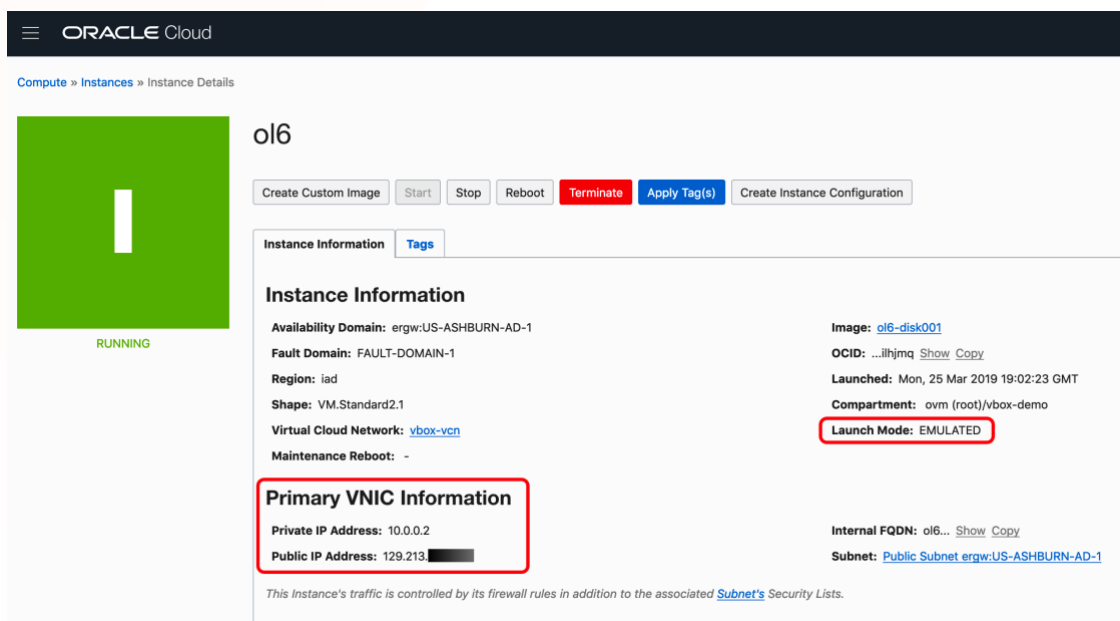 ORACLE Cloud
Compute » Instances » Instance Details
I
RUNNING
ol6
Create Custom Image Start Stop Reboot Terminate Apply Tag(s) Create Instance Configuration
Instance Information Tags
Instance Information
Availability Domain: ergw:US-ASHBURN-AD-1
Fault Domain: FAULT-DOMAIN-1
Region: iad
Shape: VM.Standard2.1
Virtual Cloud Network: vbox-vcn
Maintenance Reboot: -
Image: ol6-disk001
OCID: ...ilhjmq Show Copy
Launched: Mon, 25 Mar 2019 19:02:23 GMT
Compartment: ovm (root)/vbox-demo
Launch Mode: EMULATED
Primary VNIC Information
Private IP Address: 10.0.0.2
Public IP Address: 129.213.
Internal FQDN: ol6... Show Copy
Subnet: Public Subnet ergw:US-ASHBURN-AD-1
This Instance's traffic is controlled by its firewall rules in addition to the associated Subnet's Security Lists.